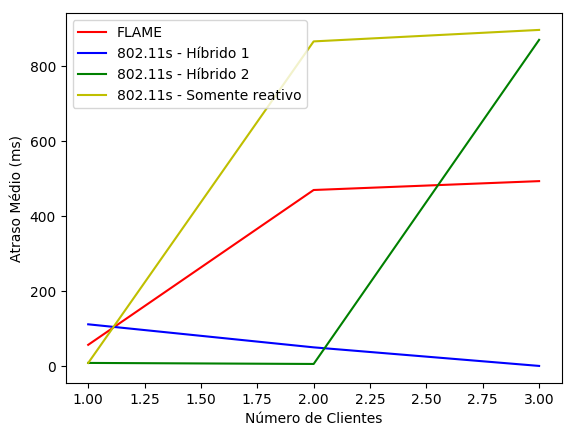 FLAME
802.11s - Híbrido 1
802.11s - Híbrido 2
802.11s - Somente reativo
Atraso Médio (ms)
800
600
400
200
0
1.00 1.25 1.50 1.75 2.00 2.25 2.50 2.75 3.00
Número de Clientes